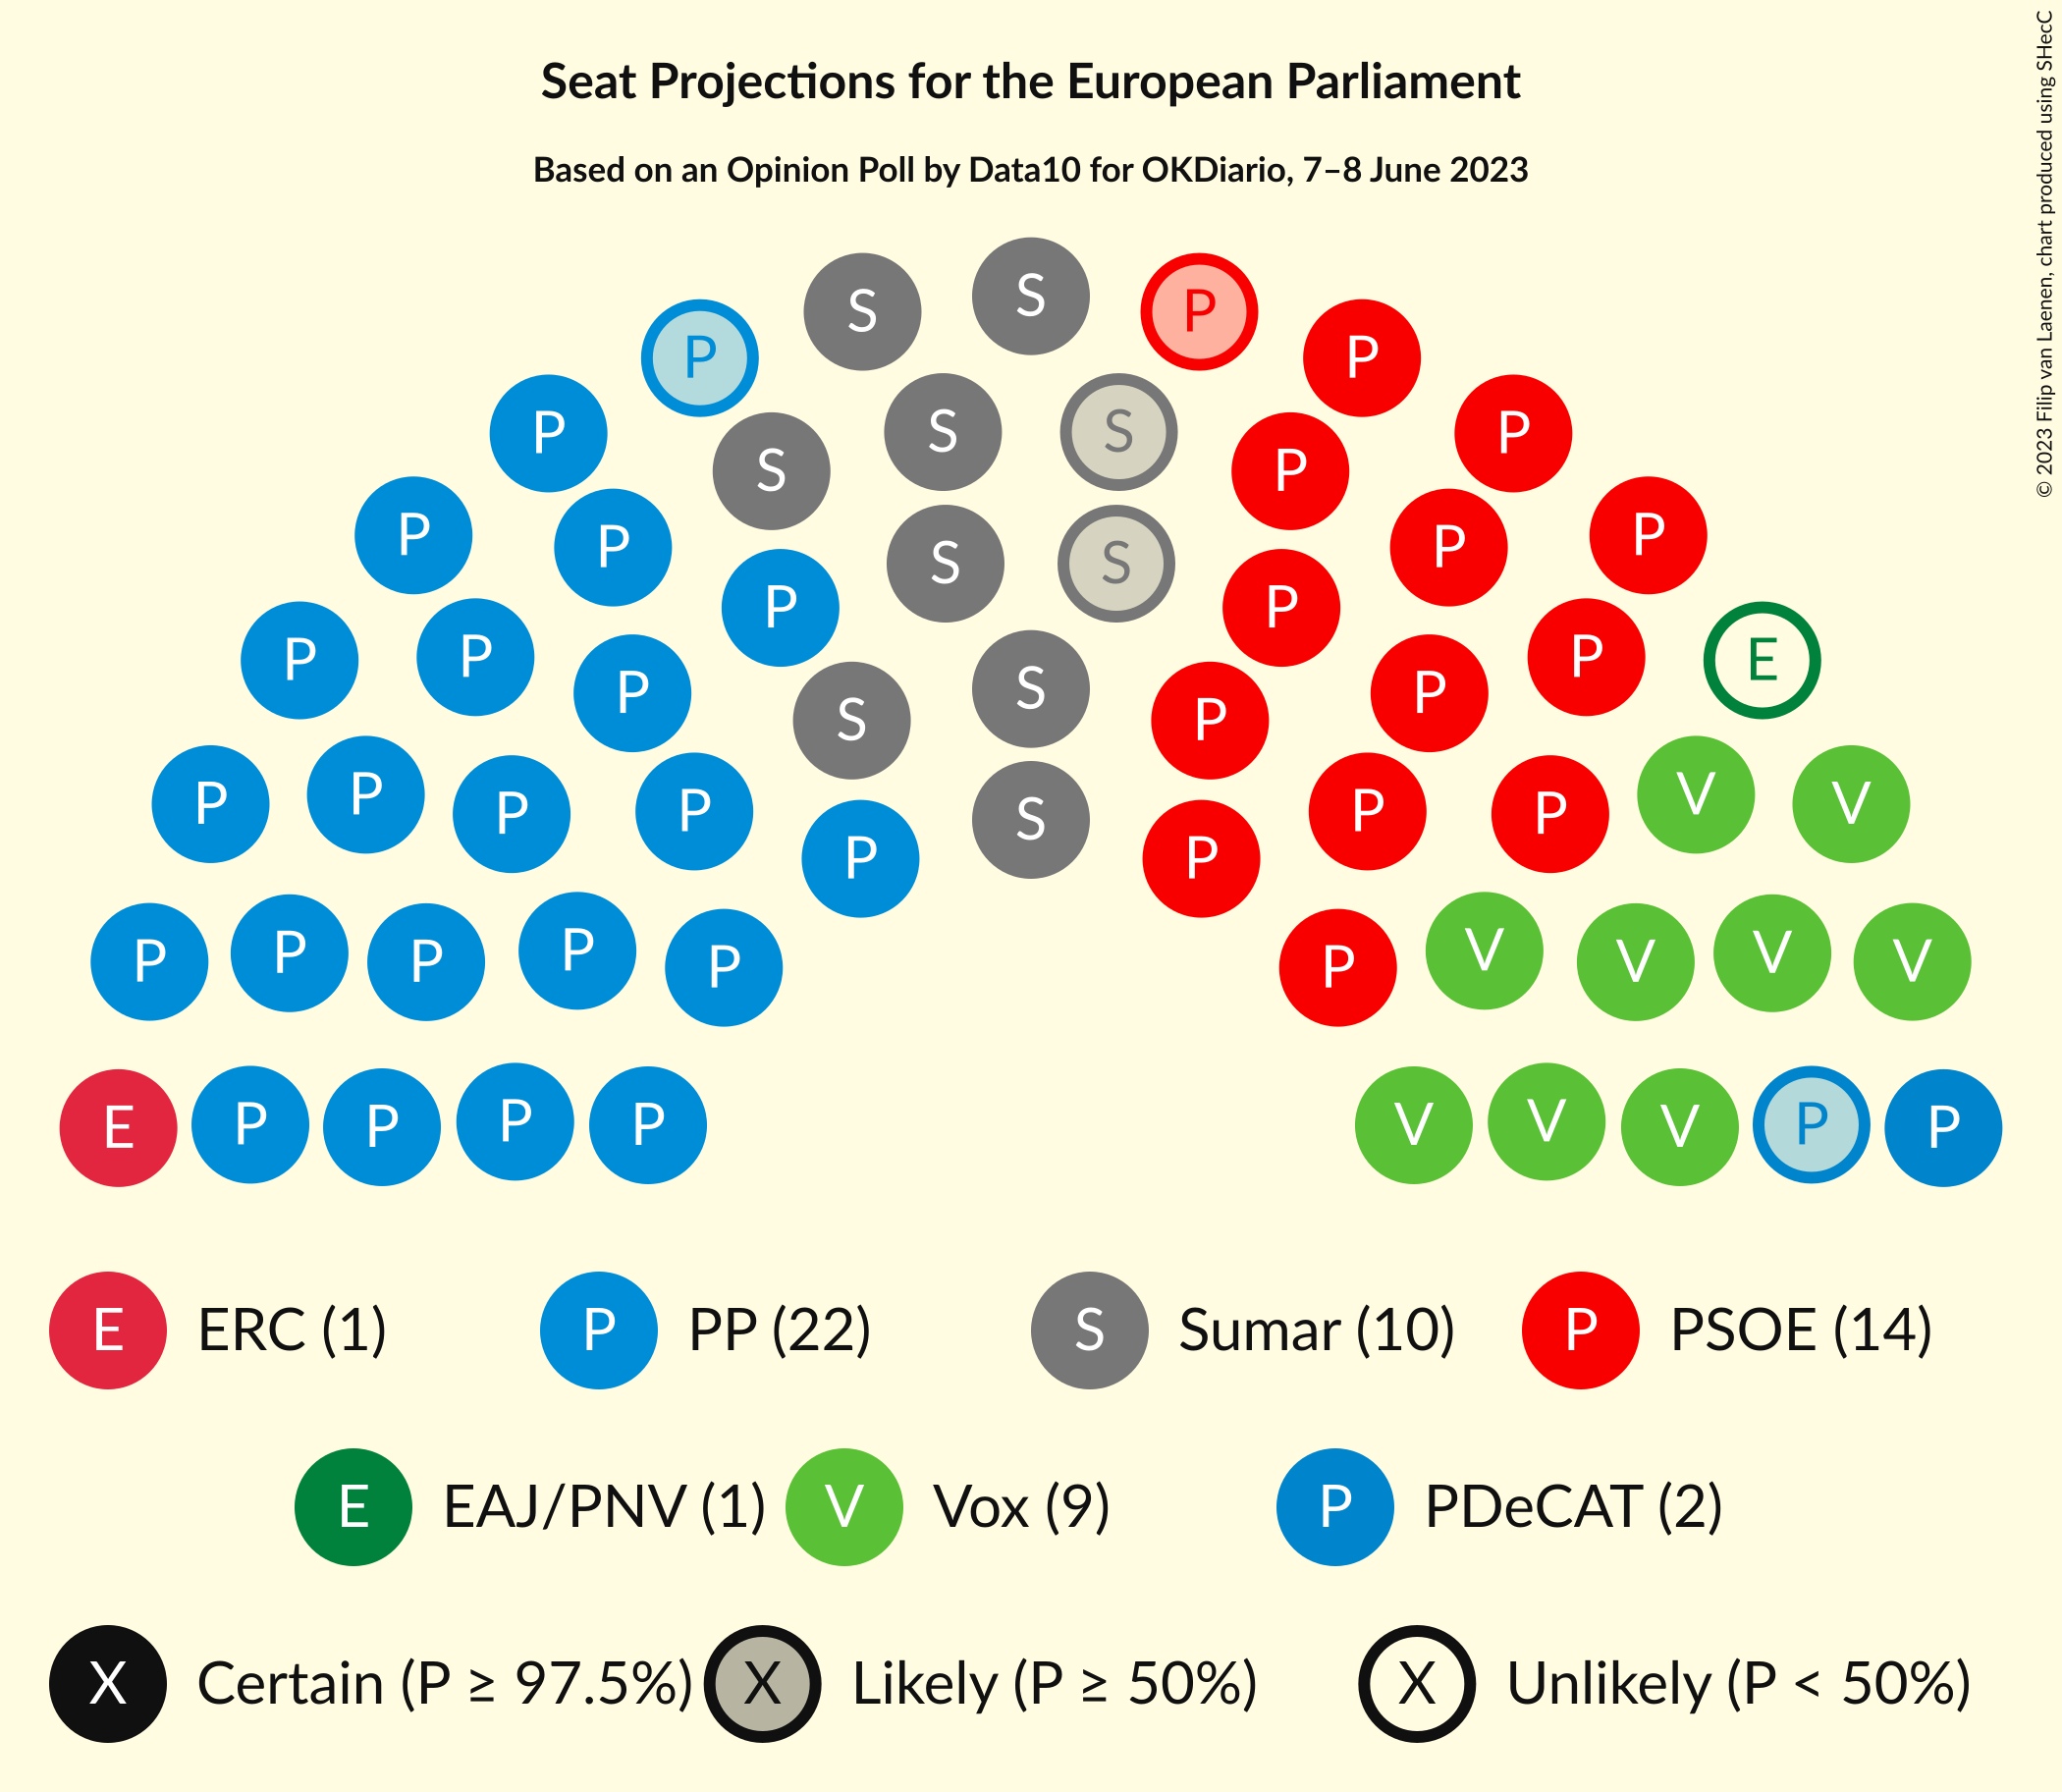 Seat Projections for the European Parliament
Based on an Opinion Poll by Data10 for OKDiario, 7–8 June 2023
© 2023 Filip van Laenen, chart produced using SHecC
S
P S S P P
P S S S P P
P P S S P P P
P P P P S P P P P E
P P P P P S S P P P P V V
P P P P P P P P V V V V
E P P P P V V V P P
E ERC (1) P PP (22) S Sumar (10) P PSOE (14)
E EAJ/PNV (1) V Vox (9) P PDeCAT (2)
X Certain (P ≥ 97.5%) X Likely (P ≥ 50%) X Unlikely (P < 50%)